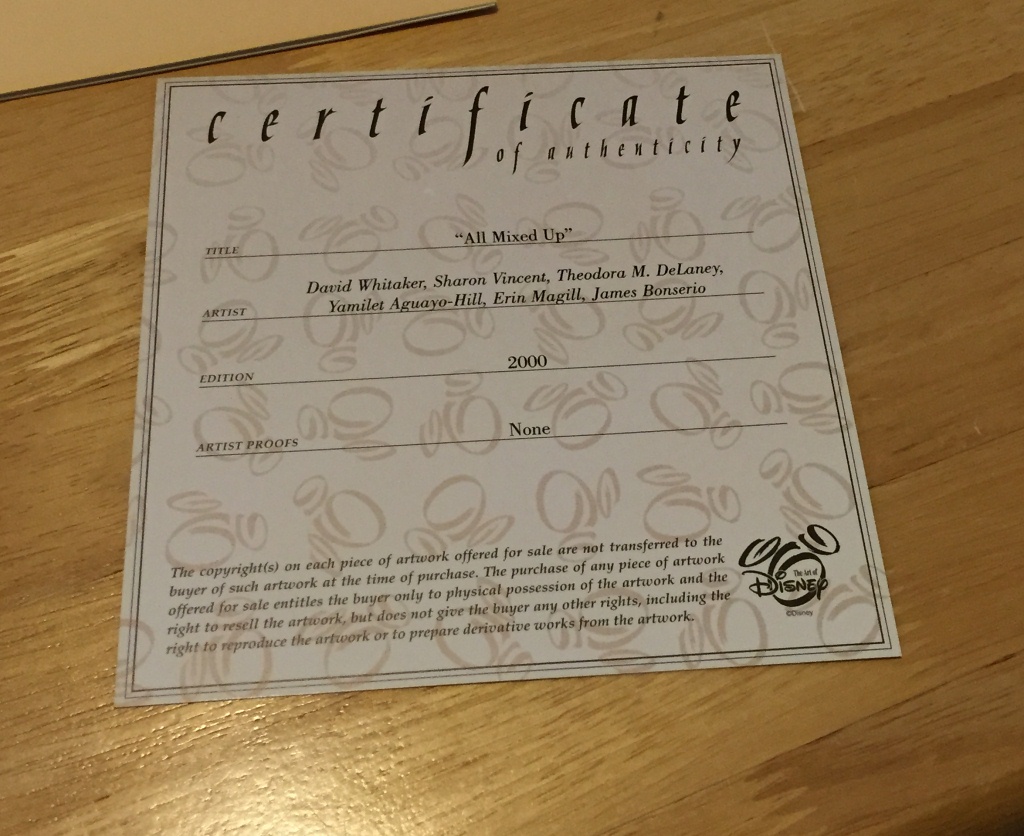 certificate
of authenticity
TITLE “All Mixed Up”
David Whitaker, Sharon Vincent, Theodora M. DeLaney,
ARTIST Yamilet Aguayo-Hill, Erin Magill, James Bonserio
EDITION 2000
ARTIST PROOFS None
The copyright(s) on each piece of artwork offered for sale are not transferred to the
buyer of such artwork at the time of purchase. The purchase of any piece of artwork
offered for sale entitles the buyer only to physical possession of the artwork and the
right to resell the artwork, but does not give the buyer any other rights, including the
right to reproduce the artwork or to prepare derivative works from the artwork.
The Art of
DISNEY
©Disney